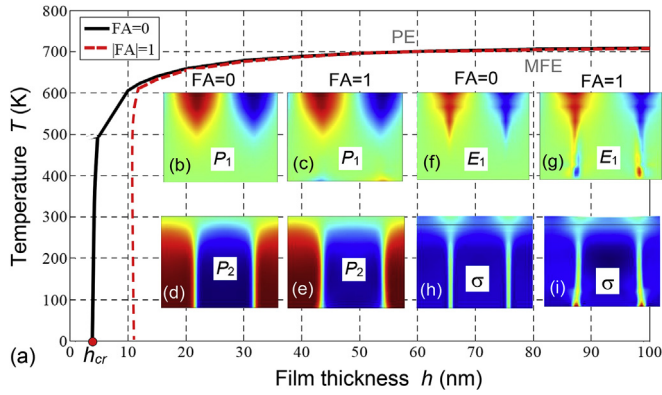 FA=0
|FA|=1
PE
MFE
FA=0
FA=1
FA=0
FA=1
(b)
P1
(c)
P1
(f)
E1
(g)
E1
(d)
P2
(e)
P2
(h)
σ
(i)
σ
800
700
600
500
400
300
200
100
0
Temperature T (K)
0
10
20
30
40
50
60
70
80
90
100
(a)
hcr
Film thickness h (nm)